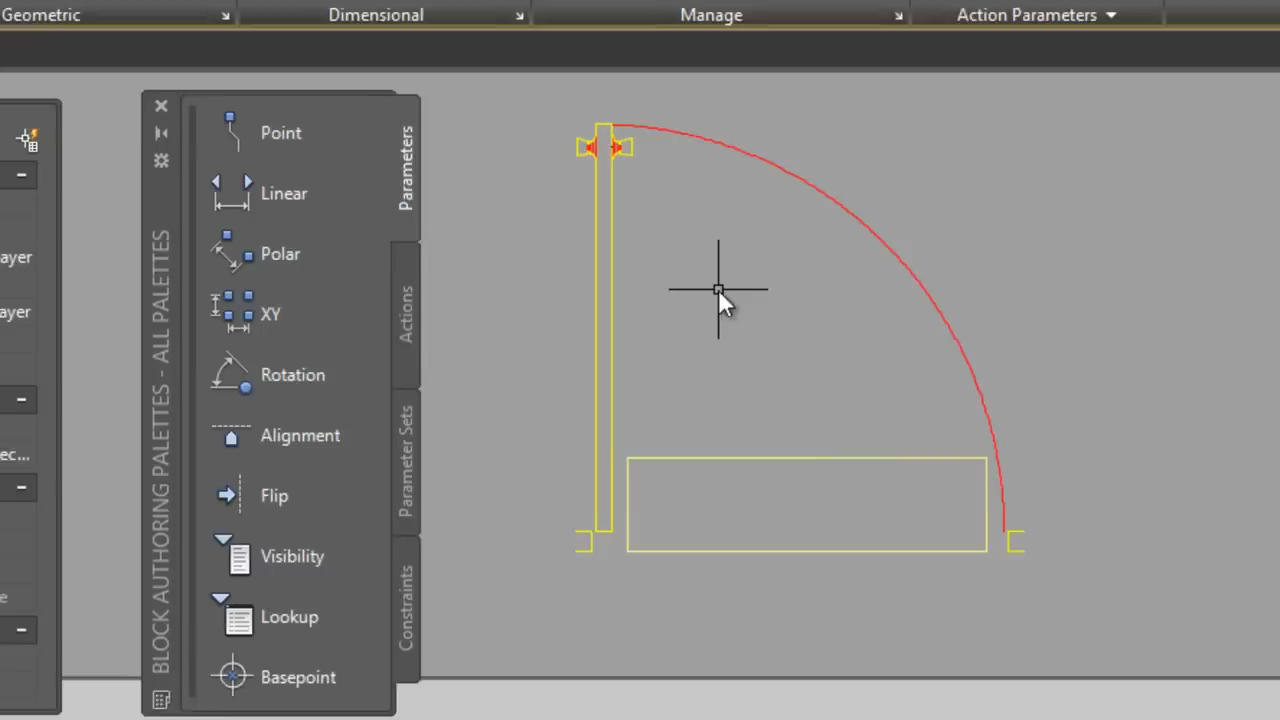 Geometric
Dimensional
Manage
Action Parameters
ayer
ayer
ec...
e
BLOCK AUTHORING PALETTES - ALL PALETTES
Point
Linear
Polar
XY
Rotation
Alignment
Flip
Visibility
Lookup
Basepoint
Parameters
Actions
Parameter Sets
Constraints